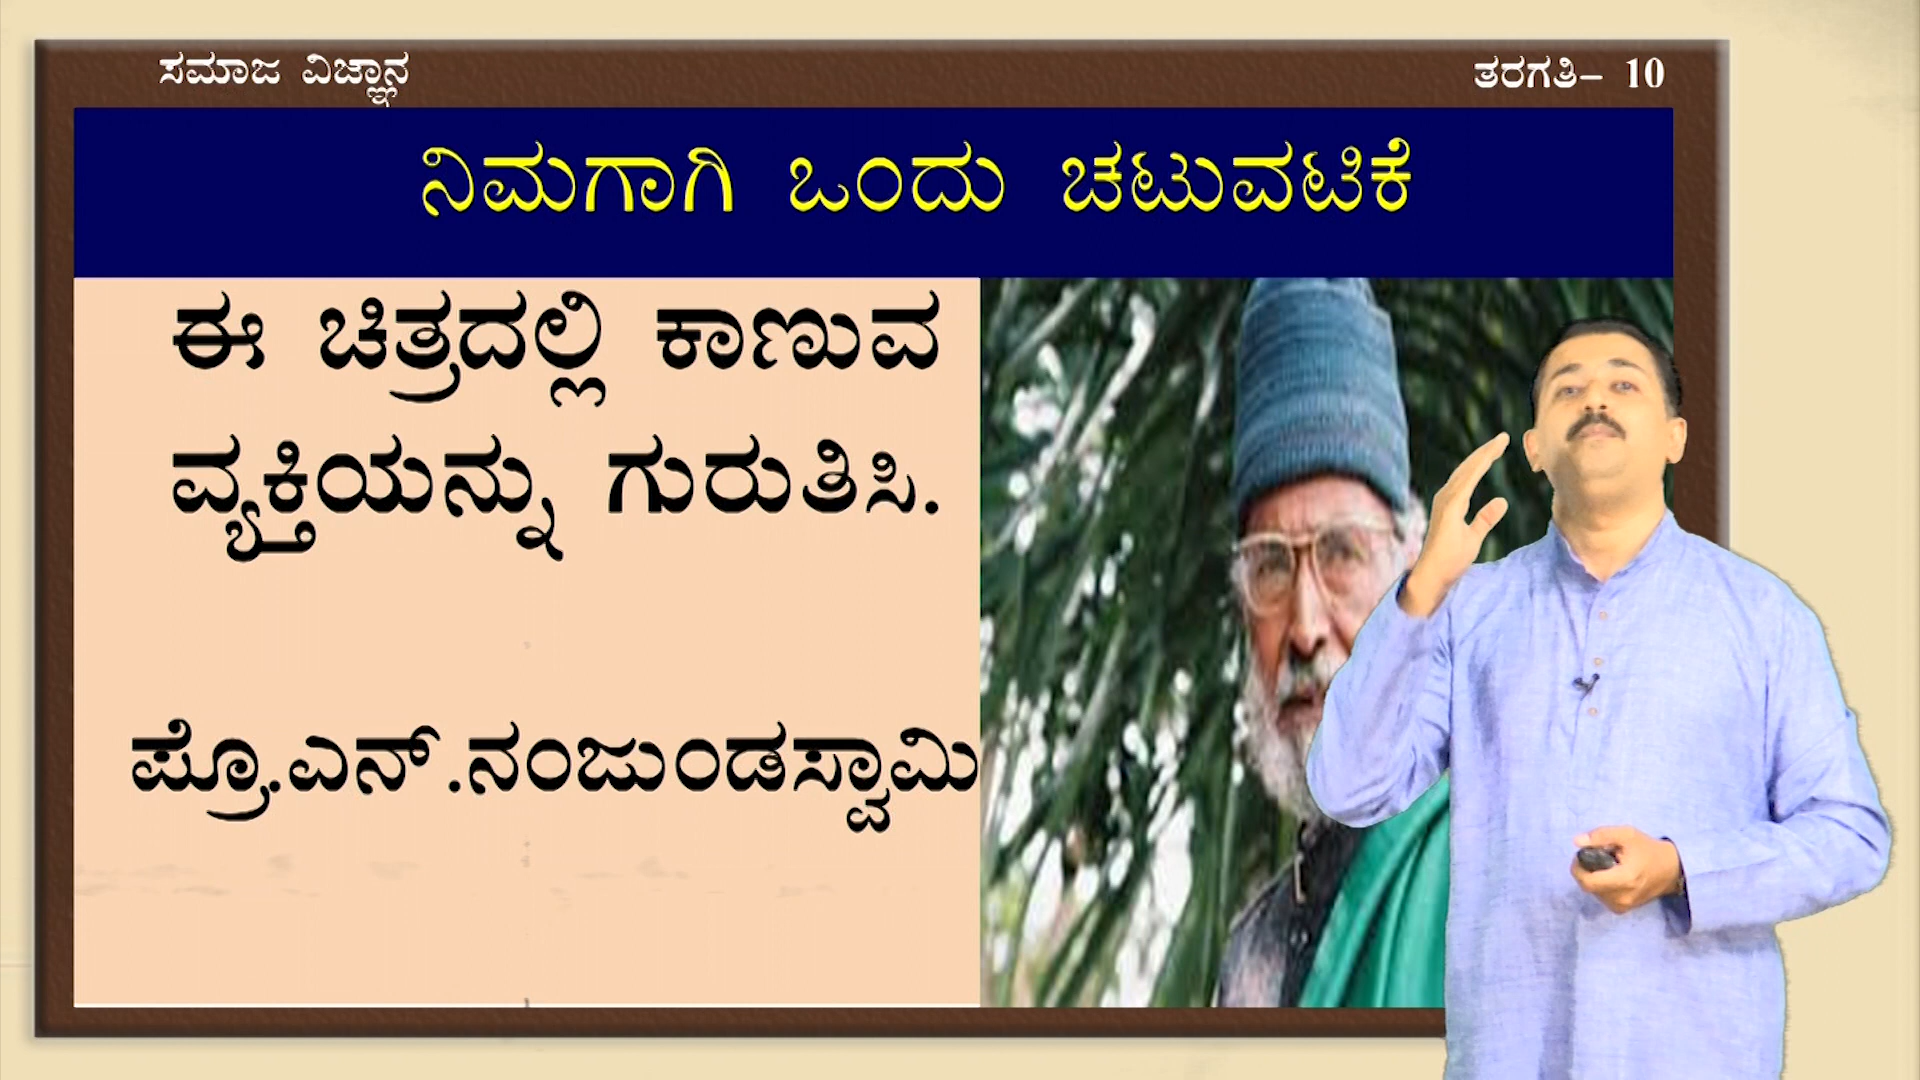 ಸಮಾಜ ವಿಜ್ಞಾನ
ತರಗತಿ– 10
ನಿಮಗಾಗಿ ಒಂದು ಚಟುವಟಿಕೆ
ಈ ಚಿತ್ರದಲ್ಲಿ ಕಾಣುವ
ವ್ಯಕ್ತಿಯನ್ನು ಗುರುತಿಸಿ.
ಪ್ರೊ.ಎನ್.ನಂಜುಂಡಸ್ವಾಮಿ